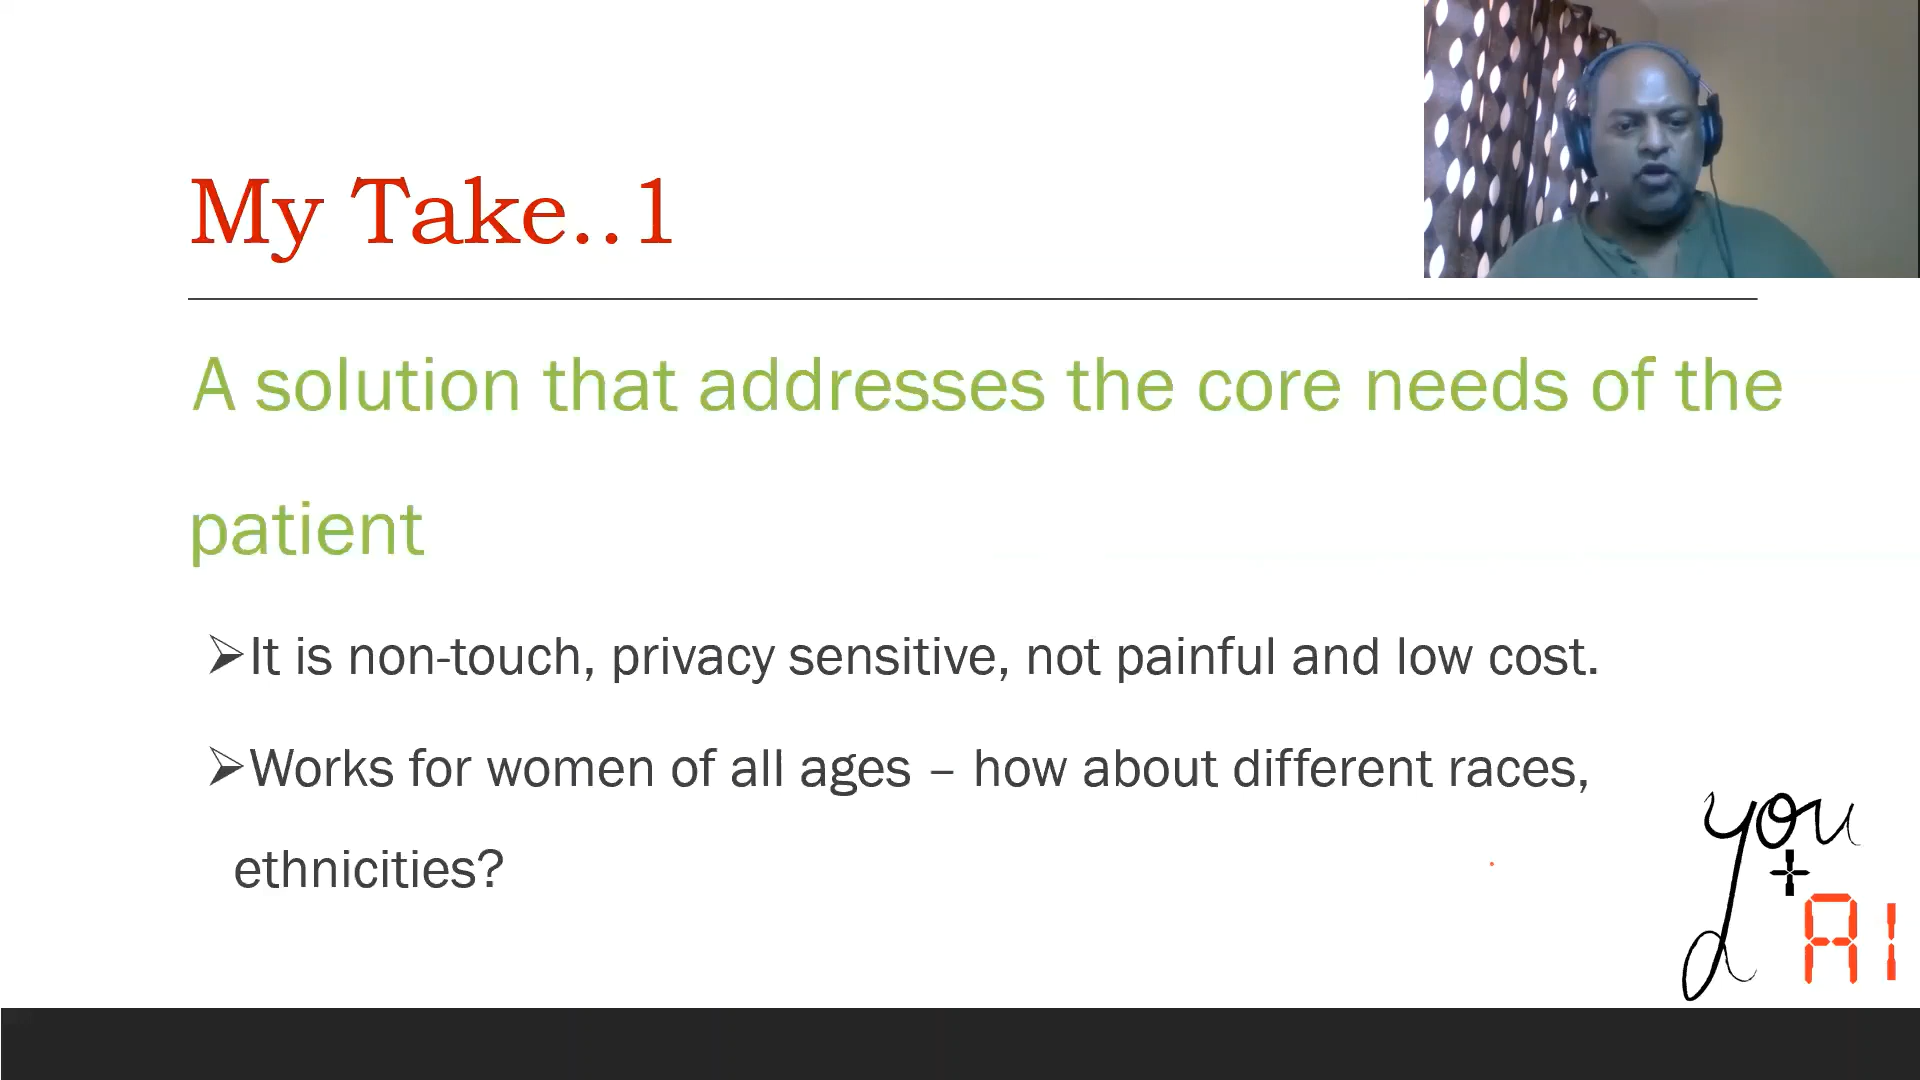 My Take..1
A solution that addresses the core needs of the
patient
➢It is non-touch, privacy sensitive, not painful and low cost.
➢Works for women of all ages – how about different races,
ethnicities?
you
+
AI